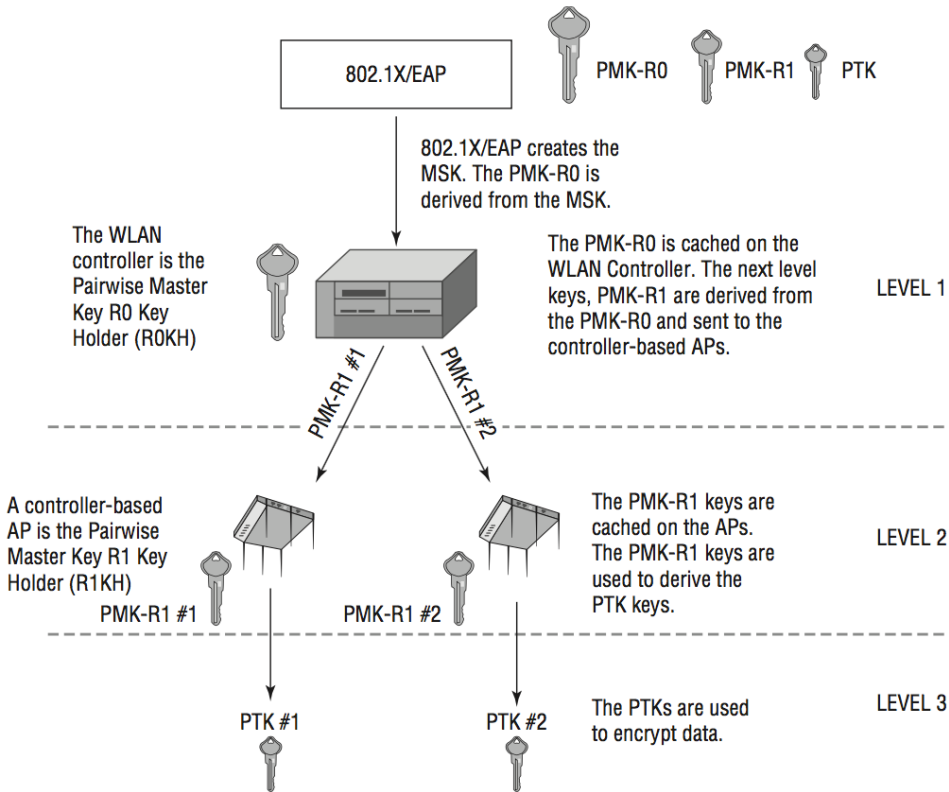 802.1X/EAP
PMK-R0
PMK-R1
PTK
802.1X/EAP creates the
MSK. The PMK-R0 is
derived from the MSK.
The WLAN
controller is the
Pairwise Master
Key R0 Key
Holder (R0KH)
The PMK-R0 is cached on the
WLAN Controller. The next level
keys, PMK-R1 are derived from
the PMK-R0 and sent to the
controller-based APs.
LEVEL 1
PMK-R1 #1
PMK-R1 #2
A controller-based
AP is the Pairwise
Master Key R1 Key
Holder (R1KH)
PMK-R1 #1
PMK-R1 #2
The PMK-R1 keys are
cached on the APs.
The PMK-R1 keys are
used to derive the
PTK keys.
LEVEL 2
PTK #1
PTK #2
The PTKs are used
to encrypt data.
LEVEL 3